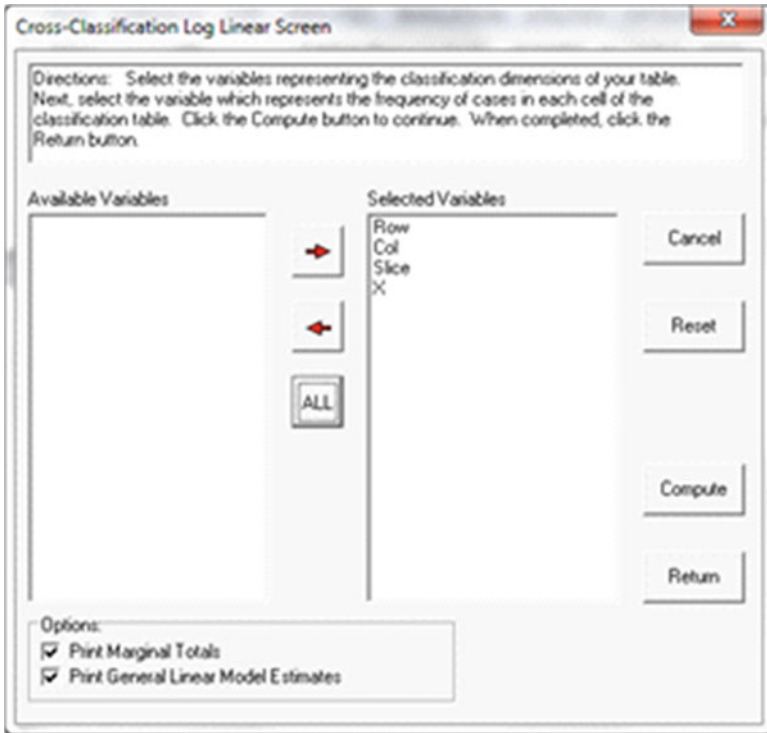 Cross-Classification Log Linear Screen
Directions: Select the variables representing the classification dimensions of your table.
Next, select the variable which represents the frequency of cases in each cell of the
classification table. Click the Compute button to continue. When completed, click the
Return button.
Available Variables
Selected Variables
Row
Col
Slice
X
ALL
Cancel
Reset
Compute
Return
Options:
Print Marginal Totals
Print General Linear Model Estimates